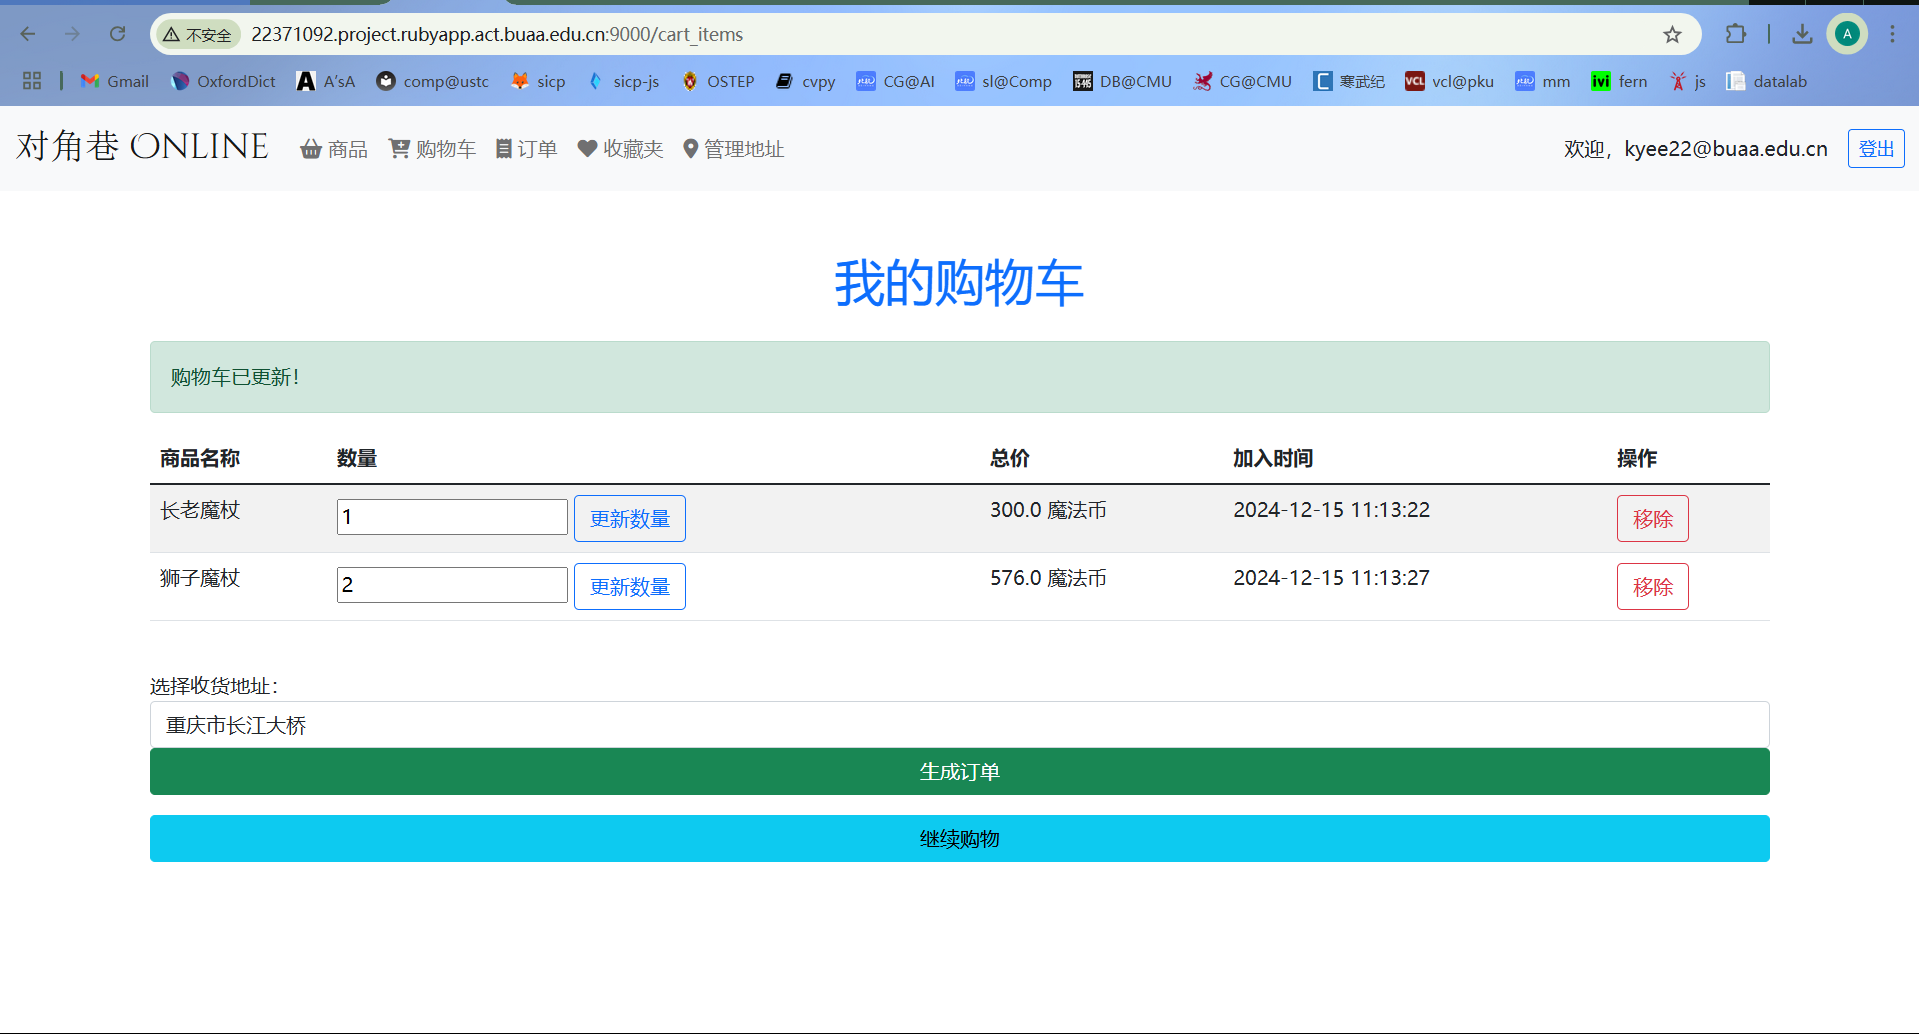 不安全 22371092.project.rubyapp.act.buaa.edu.cn:9000/cart_items A
Gmail OxfordDict A'sA comp@ustc sicp sicp-js OSTEP cvpy CG@AI sl@Comp DB@CMU CG@CMU 寒武纪 VCL vcl@pku mm ivi fern js datalab
对角巷 ONLINE 商品 购物车 订单 收藏夹 管理地址 欢迎，kyee22@buaa.edu.cn 登出
我的购物车
购物车已更新！
商品名称 数量 总价 加入时间 操作
长老魔杖 1 更新数量 300.0 魔法币 2024-12-15 11:13:22 移除
狮子魔杖 2 更新数量 576.0 魔法币 2024-12-15 11:13:27 移除
选择收货地址：
重庆市长江大桥
生成订单
继续购物